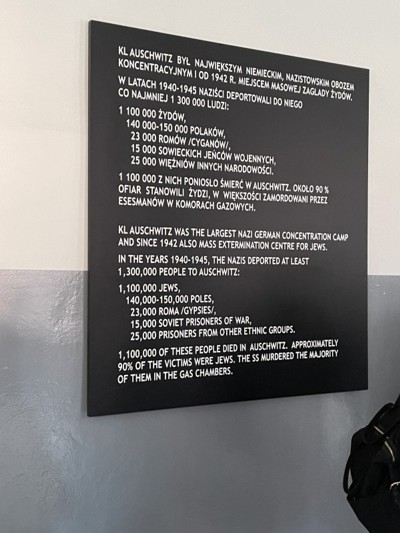 KL AUSCHWITZ BYŁ NAJWIĘKSZYM NIEMIECKIM, NAZISTOWSKIM OBOZEM
KONCENTRACYJNYM I OD 1942 R. MIEJSCEM MASOWEJ ZAGŁADY ŻYDÓW.
W LATACH 1940-1945 NAZIŚCI DEPORTOWALI DO NIEGO
CO NAJMNIEJ 1 300 000 LUDZI:
1 100 000 ŻYDÓW,
140 000-150 000 POLAKÓW,
23 000 ROMÓW /CYGANÓW/,
15 000 SOWIECKICH JEŃCÓW WOJENNYCH,
25 000 WIĘŹNIÓW INNYCH NARODOWOŚCI.
1 100 000 Z NICH PONIOSŁO ŚMIERĆ W AUSCHWITZ. OKOŁO 90 %
OFIAR STANOWILI ŻYDZI, W WIĘKSZOŚCI ZAMORDOWANI PRZEZ
ESESMANÓW W KOMORACH GAZOWYCH.
KL AUSCHWITZ WAS THE LARGEST NAZI GERMAN CONCENTRATION CAMP
AND SINCE 1942 ALSO MASS EXTERMINATION CENTRE FOR JEWS.
IN THE YEARS 1940-1945, THE NAZIS DEPORTED AT LEAST
1,300,000 PEOPLE TO AUSCHWITZ:
1,100,000 JEWS,
140,000-150,000 POLES,
23,000 ROMA /GYPSIES/,
15,000 SOVIET PRISONERS OF WAR,
25,000 PRISONERS FROM OTHER ETHNIC GROUPS.
1,100,000 OF THESE PEOPLE DIED IN AUSCHWITZ. APPROXIMATELY
90% OF THE VICTIMS WERE JEWS. THE SS MURDERED THE MAJORITY
OF THEM IN THE GAS CHAMBERS.